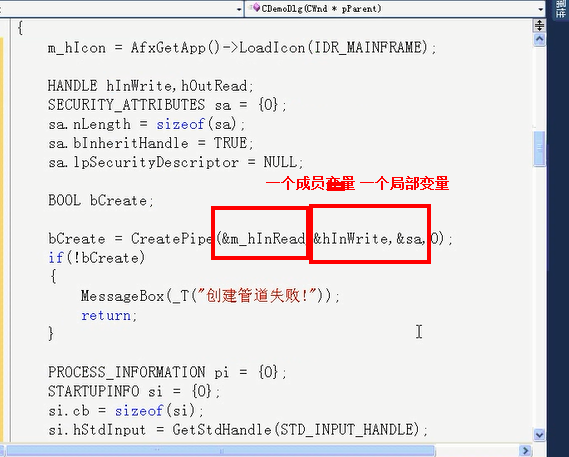 CDemoDlg(CWnd * pParent)
{
m_hIcon = AfxGetApp()->LoadIcon(IDR_MAINFRAME);
HANDLE hInWrite,hOutRead;
SECURITY_ATTRIBUTES sa = {0};
sa.nLength = sizeof(sa);
sa.bInheritHandle = TRUE;
sa.lpSecurityDescriptor = NULL;
一个成员变量 一个局部变量
BOOL bCreate;
bCreate = CreatePipe(&m_hInRead,&hInWrite,&sa,0);
if(!bCreate)
{
MessageBox(_T("创建管道失败!"));
return;
}
PROCESS_INFORMATION pi = {0};
STARTUPINFO si = {0};
si.cb = sizeof(si);
si.hStdInput = GetStdHandle(STD_INPUT_HANDLE);